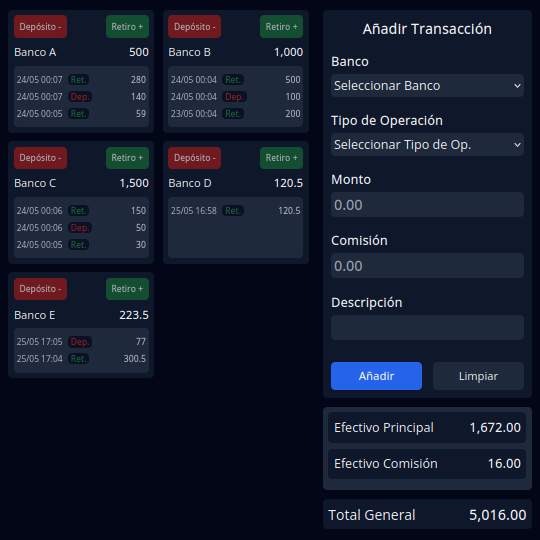 Depósito - Retiro +
Banco A 500
24/05 00:07 Ret. 280
24/05 00:07 Dep. 140
24/05 00:05 Ret. 59
Depósito - Retiro +
Banco B 1,000
24/05 00:04 Ret. 500
24/05 00:04 Dep. 100
23/05 00:04 Ret. 200
Depósito - Retiro +
Banco C 1,500
24/05 00:06 Ret. 150
24/05 00:06 Dep. 50
24/05 00:05 Ret. 30
Depósito - Retiro +
Banco D 120.5
25/05 16:58 Ret. 120.5
Depósito - Retiro +
Banco E 223.5
25/05 17:05 Dep. 77
25/05 17:04 Ret. 300.5
Añadir Transacción
Banco
Seleccionar Banco
Tipo de Operación
Seleccionar Tipo de Op.
Monto
0.00
Comisión
0.00
Descripción
Añadir Limpiar
Efectivo Principal 1,672.00
Efectivo Comisión 16.00
Total General 5,016.00